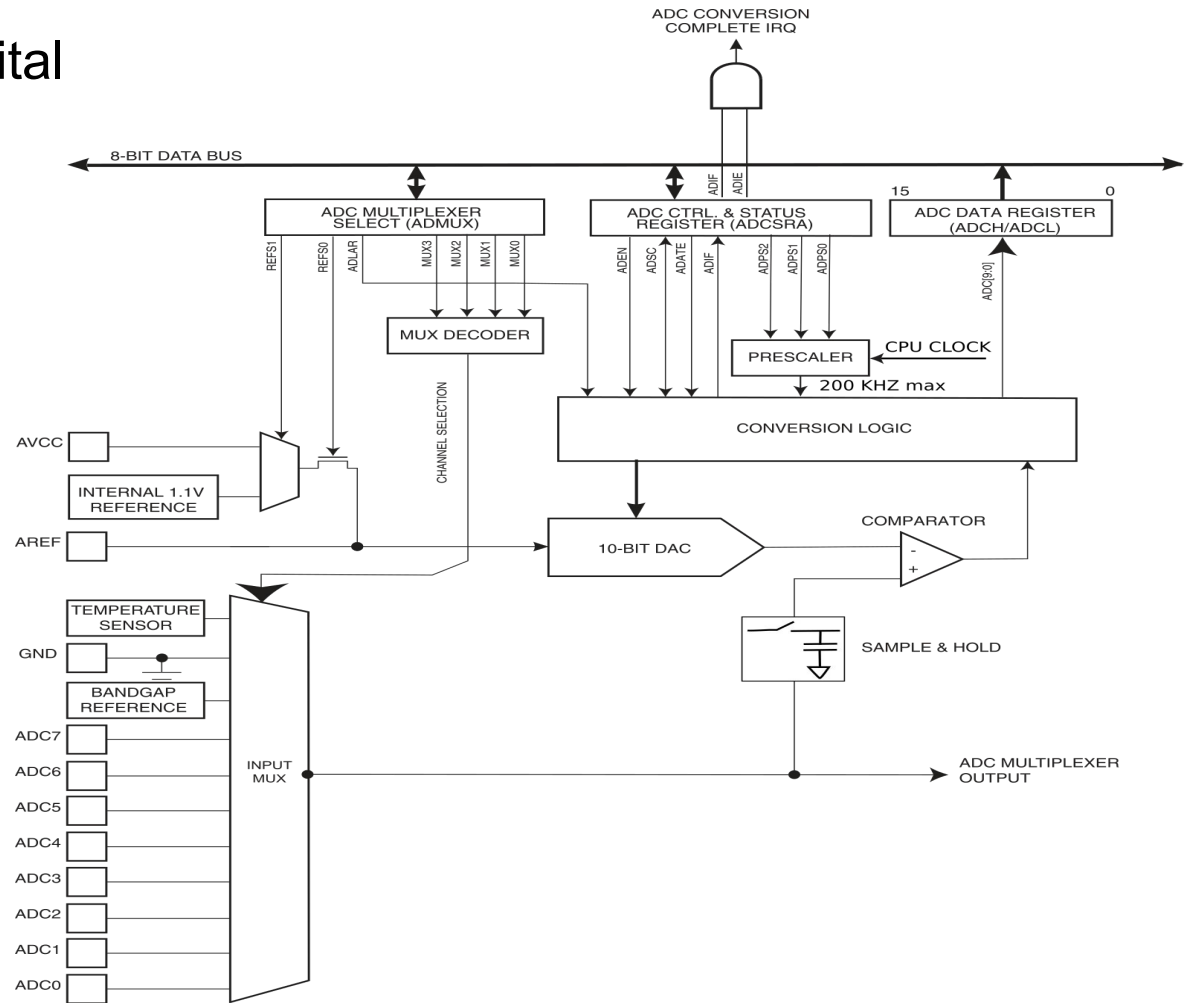 ital
ADC CONVERSION
COMPLETE IRQ
8-BIT DATA BUS
ADIF
ADIE
15
0
ADC MULTIPLEXER
SELECT (ADMUX)
ADC CTRL. & STATUS
REGISTER (ADCSRA)
ADC DATA REGISTER
(ADCH/ADCL)
REFS1
REFS0
ADLAR
MUX3
MUX2
MUX1
MUX0
ADEN
ADSC
ADATE
ADIF
ADPS2
ADPS1
ADPS0
ADC[9:0]
MUX DECODER
PRESCALER
CPU CLOCK
200 KHZ max
CHANNEL SELECTION
CONVERSION LOGIC
AVCC
INTERNAL 1.1V
REFERENCE
AREF
10-BIT DAC
COMPARATOR
-
+
TEMPERATURE
SENSOR
GND
BANDGAP
REFERENCE
SAMPLE & HOLD
ADC7
ADC6
ADC5
ADC4
ADC3
ADC2
ADC1
ADC0
INPUT
MUX
ADC MULTIPLEXER
OUTPUT